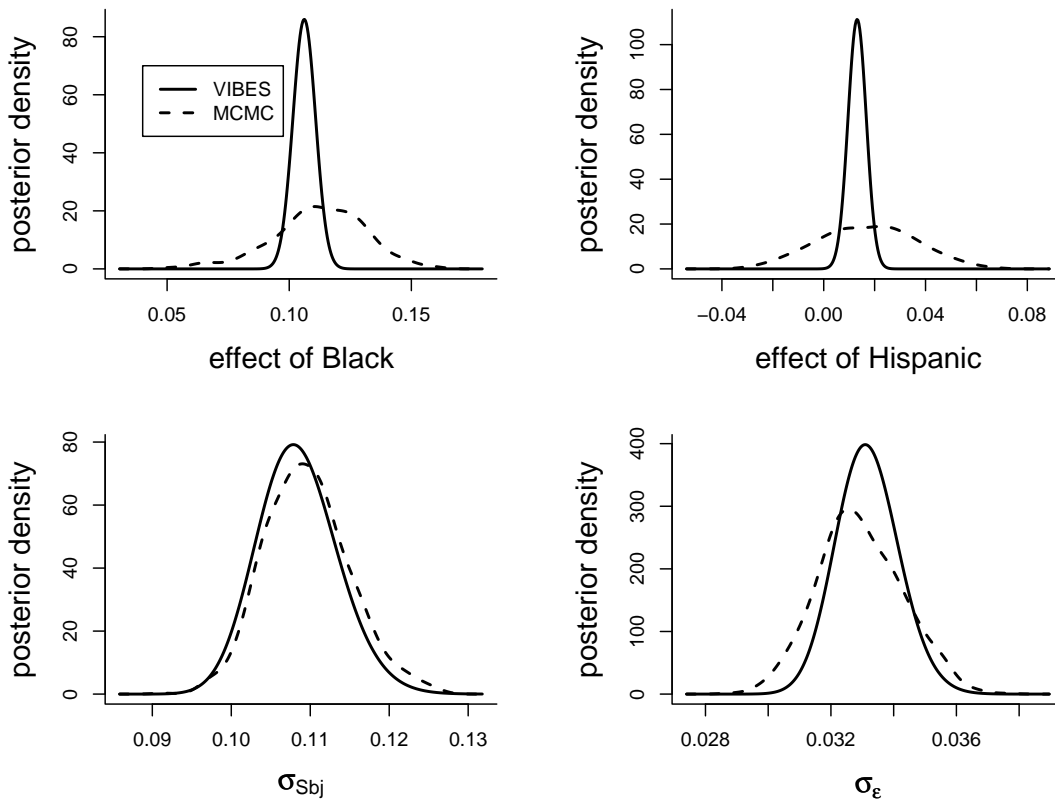 posterior density
80
60
40
20
0
VIBES
MCMC
0.05 0.10 0.15
effect of Black
posterior density
100
80
60
40
20
0
−0.04 0.00 0.04 0.08
effect of Hispanic
posterior density
80
60
40
20
0
0.09 0.10 0.11 0.12 0.13
σSbj
posterior density
400
300
200
100
0
0.028 0.032 0.036
σε